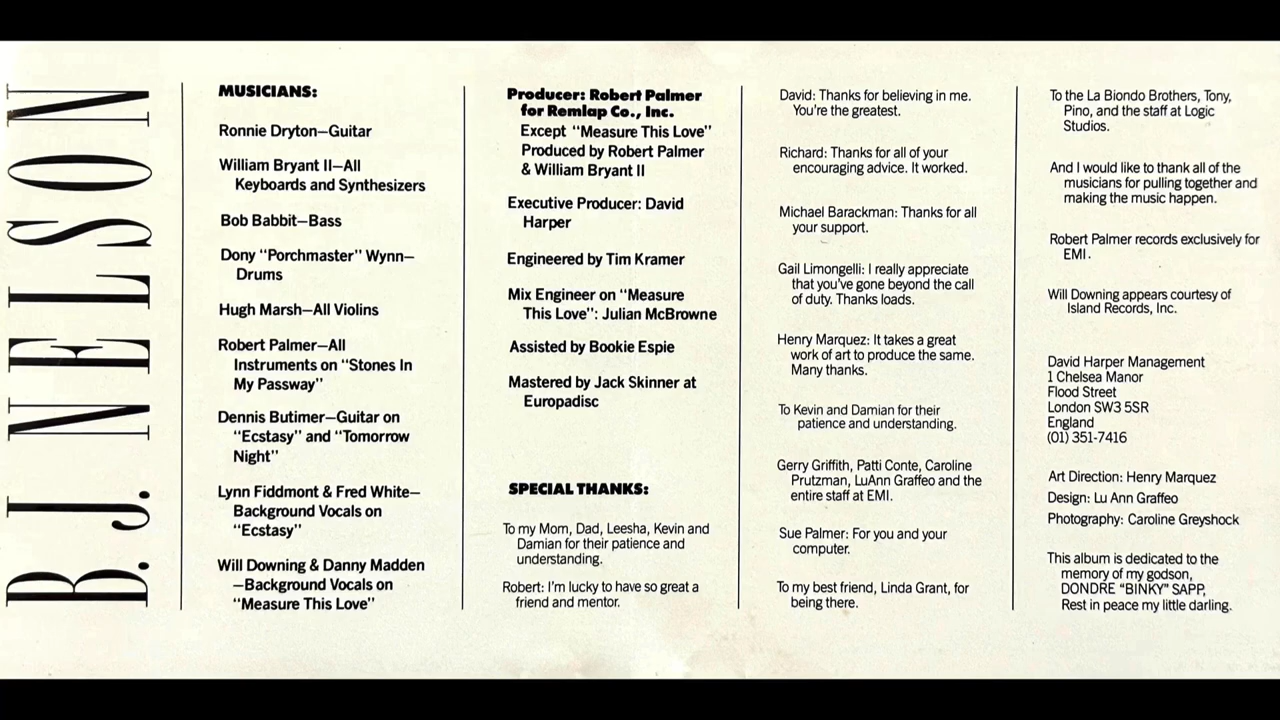 B.J. NELSON
MUSICIANS:
Ronnie Dryton—Guitar
William Bryant II—All
Keyboards and Synthesizers
Bob Babbit—Bass
Dony “Porchmaster” Wynn—
Drums
Hugh Marsh—All Violins
Robert Palmer—All
Instruments on “Stones In
My Passway”
Dennis Butimer—Guitar on
“Ecstasy” and “Tomorrow
Night”
Lynn Fiddmont & Fred White—
Background Vocals on
“Ecstasy”
Will Downing & Danny Madden
—Background Vocals on
“Measure This Love”
Producer: Robert Palmer
for Remlap Co., Inc.
Except “Measure This Love”
Produced by Robert Palmer
& William Bryant II
Executive Producer: David
Harper
Engineered by Tim Kramer
Mix Engineer on “Measure
This Love”: Julian McBrowne
Assisted by Bookie Espie
Mastered by Jack Skinner at
Europadisc
SPECIAL THANKS:
To my Mom, Dad, Leesha, Kevin and
Damian for their patience and
understanding.
Robert: I’m lucky to have so great a
friend and mentor.
David: Thanks for believing in me.
You’re the greatest.
Richard: Thanks for all of your
encouraging advice. It worked.
Michael Barackman: Thanks for all
your support.
Gail Limongelli: I really appreciate
that you’ve gone beyond the call
of duty. Thanks loads.
Henry Marquez: It takes a great
work of art to produce the same.
Many thanks.
To Kevin and Damian for their
patience and understanding.
Gerry Griffith, Patti Conte, Caroline
Prutzman, LuAnn Graffeo and the
entire staff at EMI.
Sue Palmer: For you and your
computer.
To my best friend, Linda Grant, for
being there.
To the La Biondo Brothers, Tony,
Pino, and the staff at Logic
Studios.
And I would like to thank all of the
musicians for pulling together and
making the music happen.
Robert Palmer records exclusively for
EMI.
Will Downing appears courtesy of
Island Records, Inc.
David Harper Management
1 Chelsea Manor
Flood Street
London SW3 5SR
England
(01) 351-7416
Art Direction: Henry Marquez
Design: Lu Ann Graffeo
Photography: Caroline Greyshock
This album is dedicated to the
memory of my godson,
DONDRE “BINKY” SAPP,
Rest in peace my little darling.